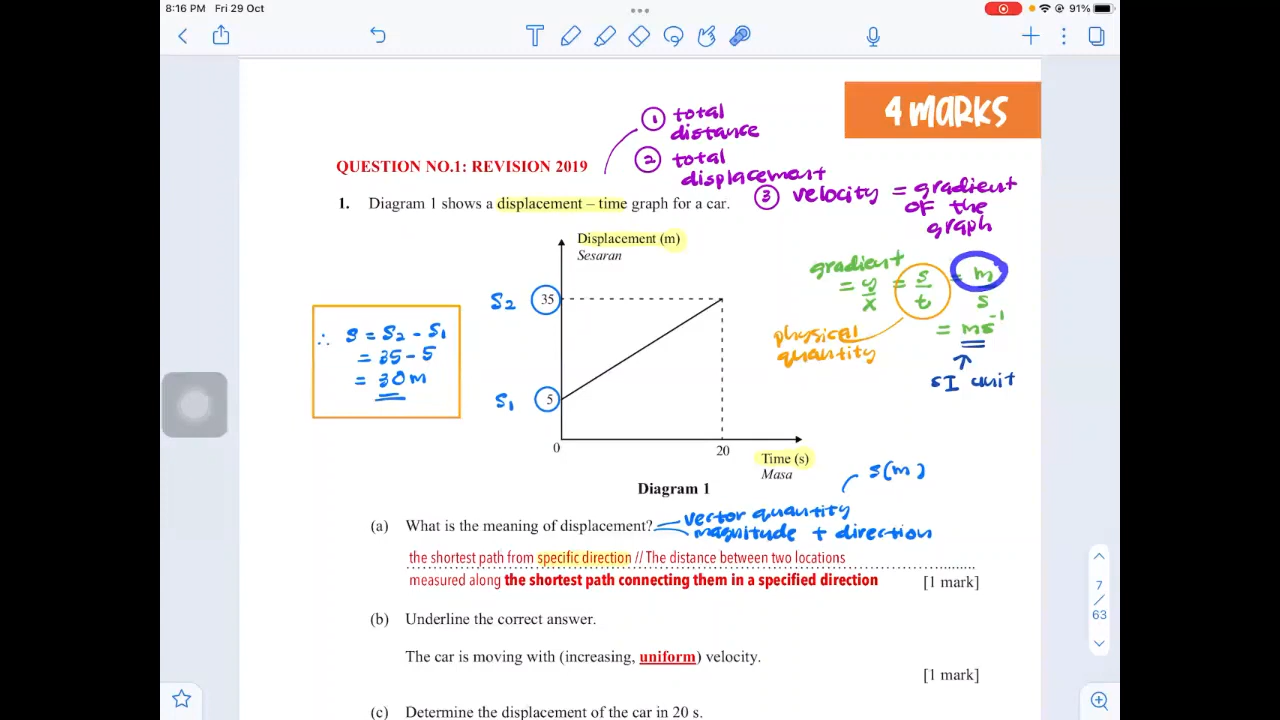 8:16 PM Fri 29 Oct
91%
4 MARKS
① total distance
② total displacement
③ velocity = gradient of the graph
QUESTION NO.1: REVISION 2019
1. Diagram 1 shows a displacement – time graph for a car.
Displacement (m)
Sesaran
gradient
= y/x = s/t = m/s
= ms⁻¹
SI unit
physical quantity
S2 35
∴ s = S2 - S1
= 35 - 5
= 30m
S1 5
0
20
Time (s)
Masa
s(m)
Diagram 1
vector quantity
(a) What is the meaning of displacement?
magnitude + direction
the shortest path from specific direction // The distance between two locations
measured along the shortest path connecting them in a specified direction
[1 mark]
(b) Underline the correct answer.
The car is moving with (increasing, uniform) velocity.
[1 mark]
(c) Determine the displacement of the car in 20 s.
7
/
63
T